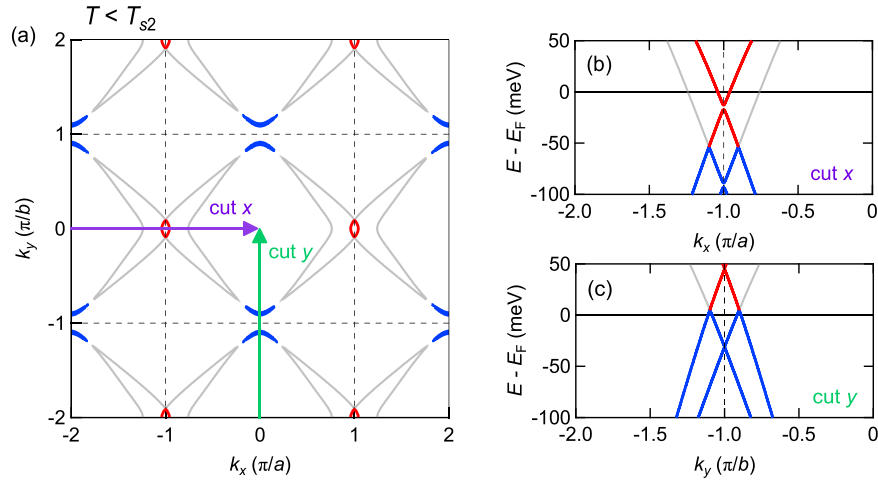 T < Ts2
(a)
2
1
0
-1
-2
ky (π/b)
cut x
cut y
-2
-1
0
1
2
kx (π/a)
(b)
50
0
-50
-100
E - EF (meV)
cut x
-2.0
-1.5
-1.0
-0.5
0
kx (π/a)
(c)
50
0
-50
-100
E - EF (meV)
cut y
-2.0
-1.5
-1.0
-0.5
0
ky (π/b)